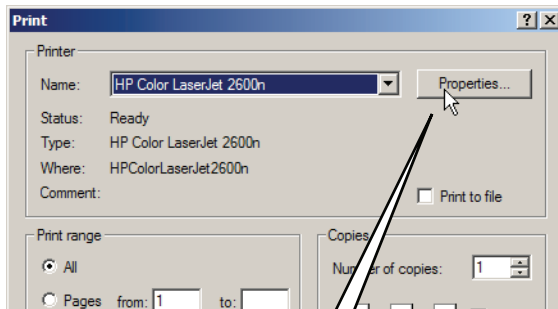 Print
Printer
Name: HP Color LaserJet 2600n Properties...
Status: Ready
Type: HP Color LaserJet 2600n
Where: HPColorLaserJet2600n
Comment: Print to file
Print range Copies
All Number of copies: 1
Pages from: 1 to: